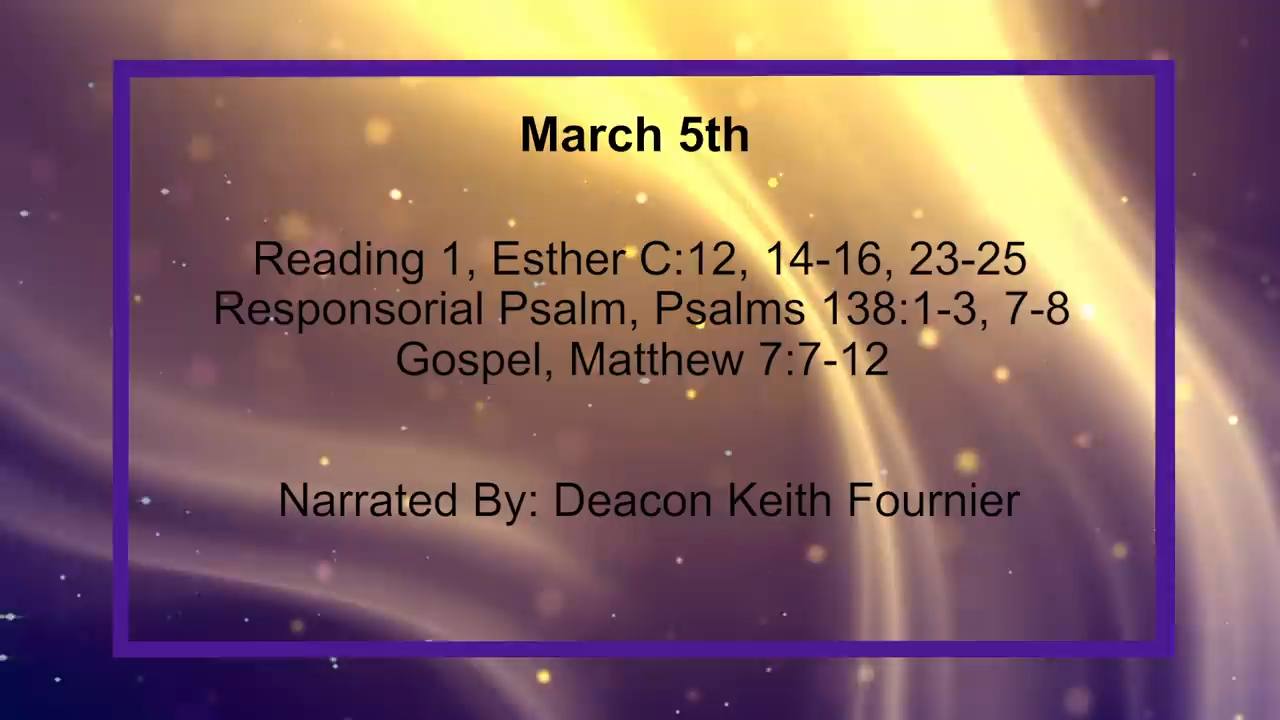 March 5th
Reading 1, Esther C:12, 14-16, 23-25
Responsorial Psalm, Psalms 138:1-3, 7-8
Gospel, Matthew 7:7-12
Narrated By: Deacon Keith Fournier